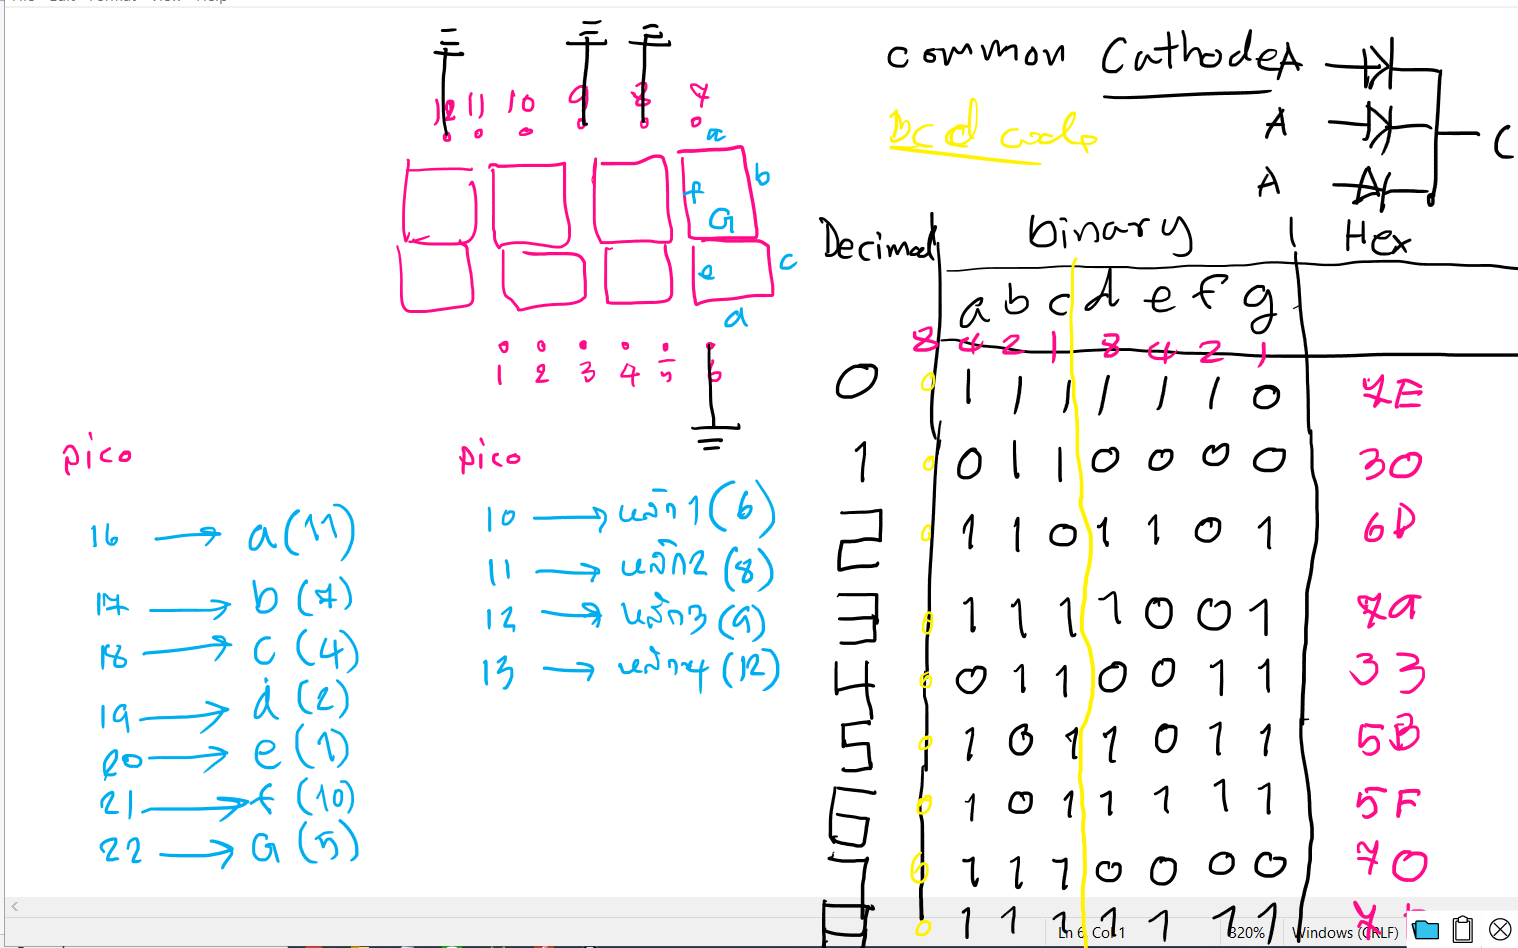 common Cathode A
A
C
A
Bcd code
12 11 10 9 8 7
a
b
f
G
c
e
d
1 2 3 4 5 6
Decimal binary Hex
a b c d e f g
8 4 2 1 8 4 2 1
0 0 1 1 1 1 1 1 0 7E
1 0 0 1 1 0 0 0 0 30
2 0 1 1 0 1 1 0 1 6D
3 0 1 1 1 1 0 0 1 79
4 0 0 1 1 0 0 1 1 33
5 0 1 0 1 1 0 1 1 5B
6 0 1 0 1 1 1 1 1 5F
7 0 1 1 1 0 0 0 0 70
8 0 1 1 1 1 1 1 1
pico
16 → a (11)
17 → b (7)
18 → c (4)
19 → d (2)
20 → e (1)
21 → f (10)
22 → G (5)
pico
10 → หลัก 1 (6)
11 → หลัก2 (8)
12 → หลัก3 (9)
13 → หลัก4 (12)
Ln 6, Col 1 320% Windows (CRLF)